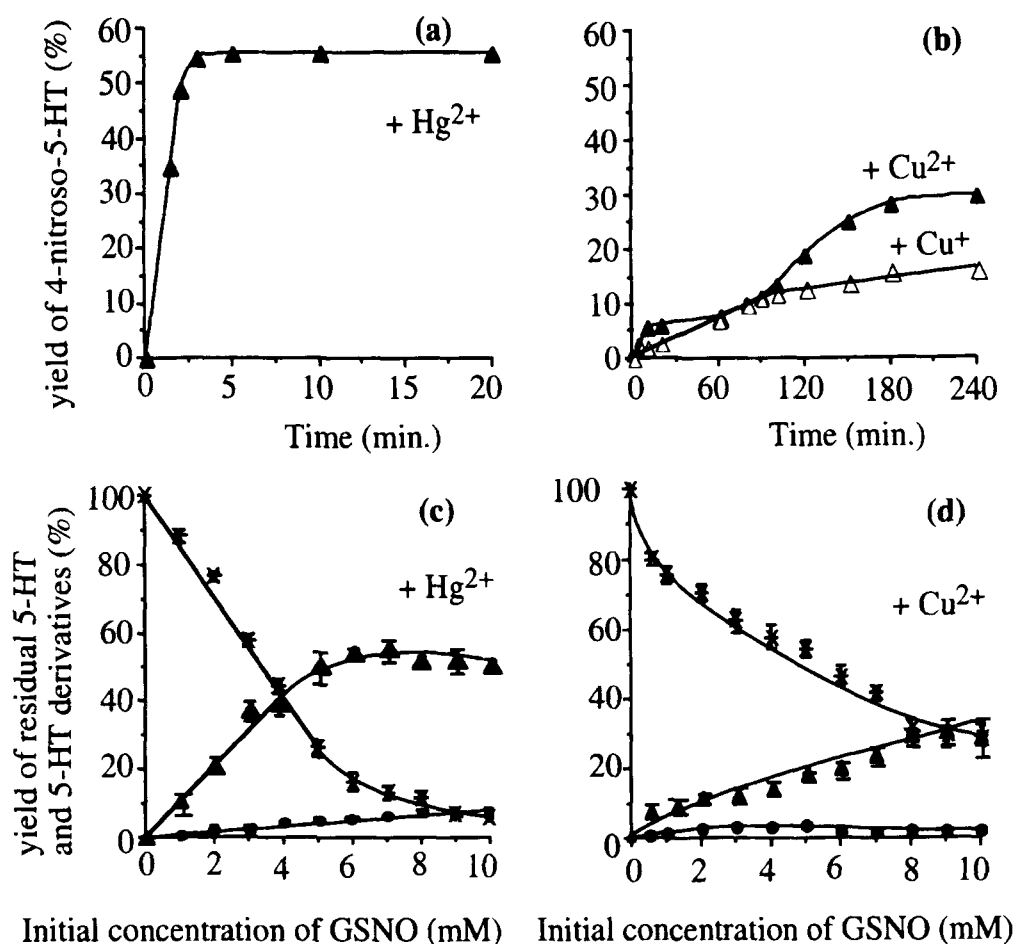 yield of 4-nitroso-5-HT (%)
60
50
40
30
20
10
0
(a)
+ Hg2+
0 5 10 15 20
Time (min.)
60
50
40
30
20
10
0
(b)
+ Cu2+
+ Cu+
0 60 120 180 240
Time (min.)
yield of residual 5-HT
and 5-HT derivatives (%)
100
80
60
40
20
0
(c)
+ Hg2+
0 2 4 6 8 10
Initial concentration of GSNO (mM)
100
80
60
40
20
0
(d)
+ Cu2+
0 2 4 6 8 10
Initial concentration of GSNO (mM)